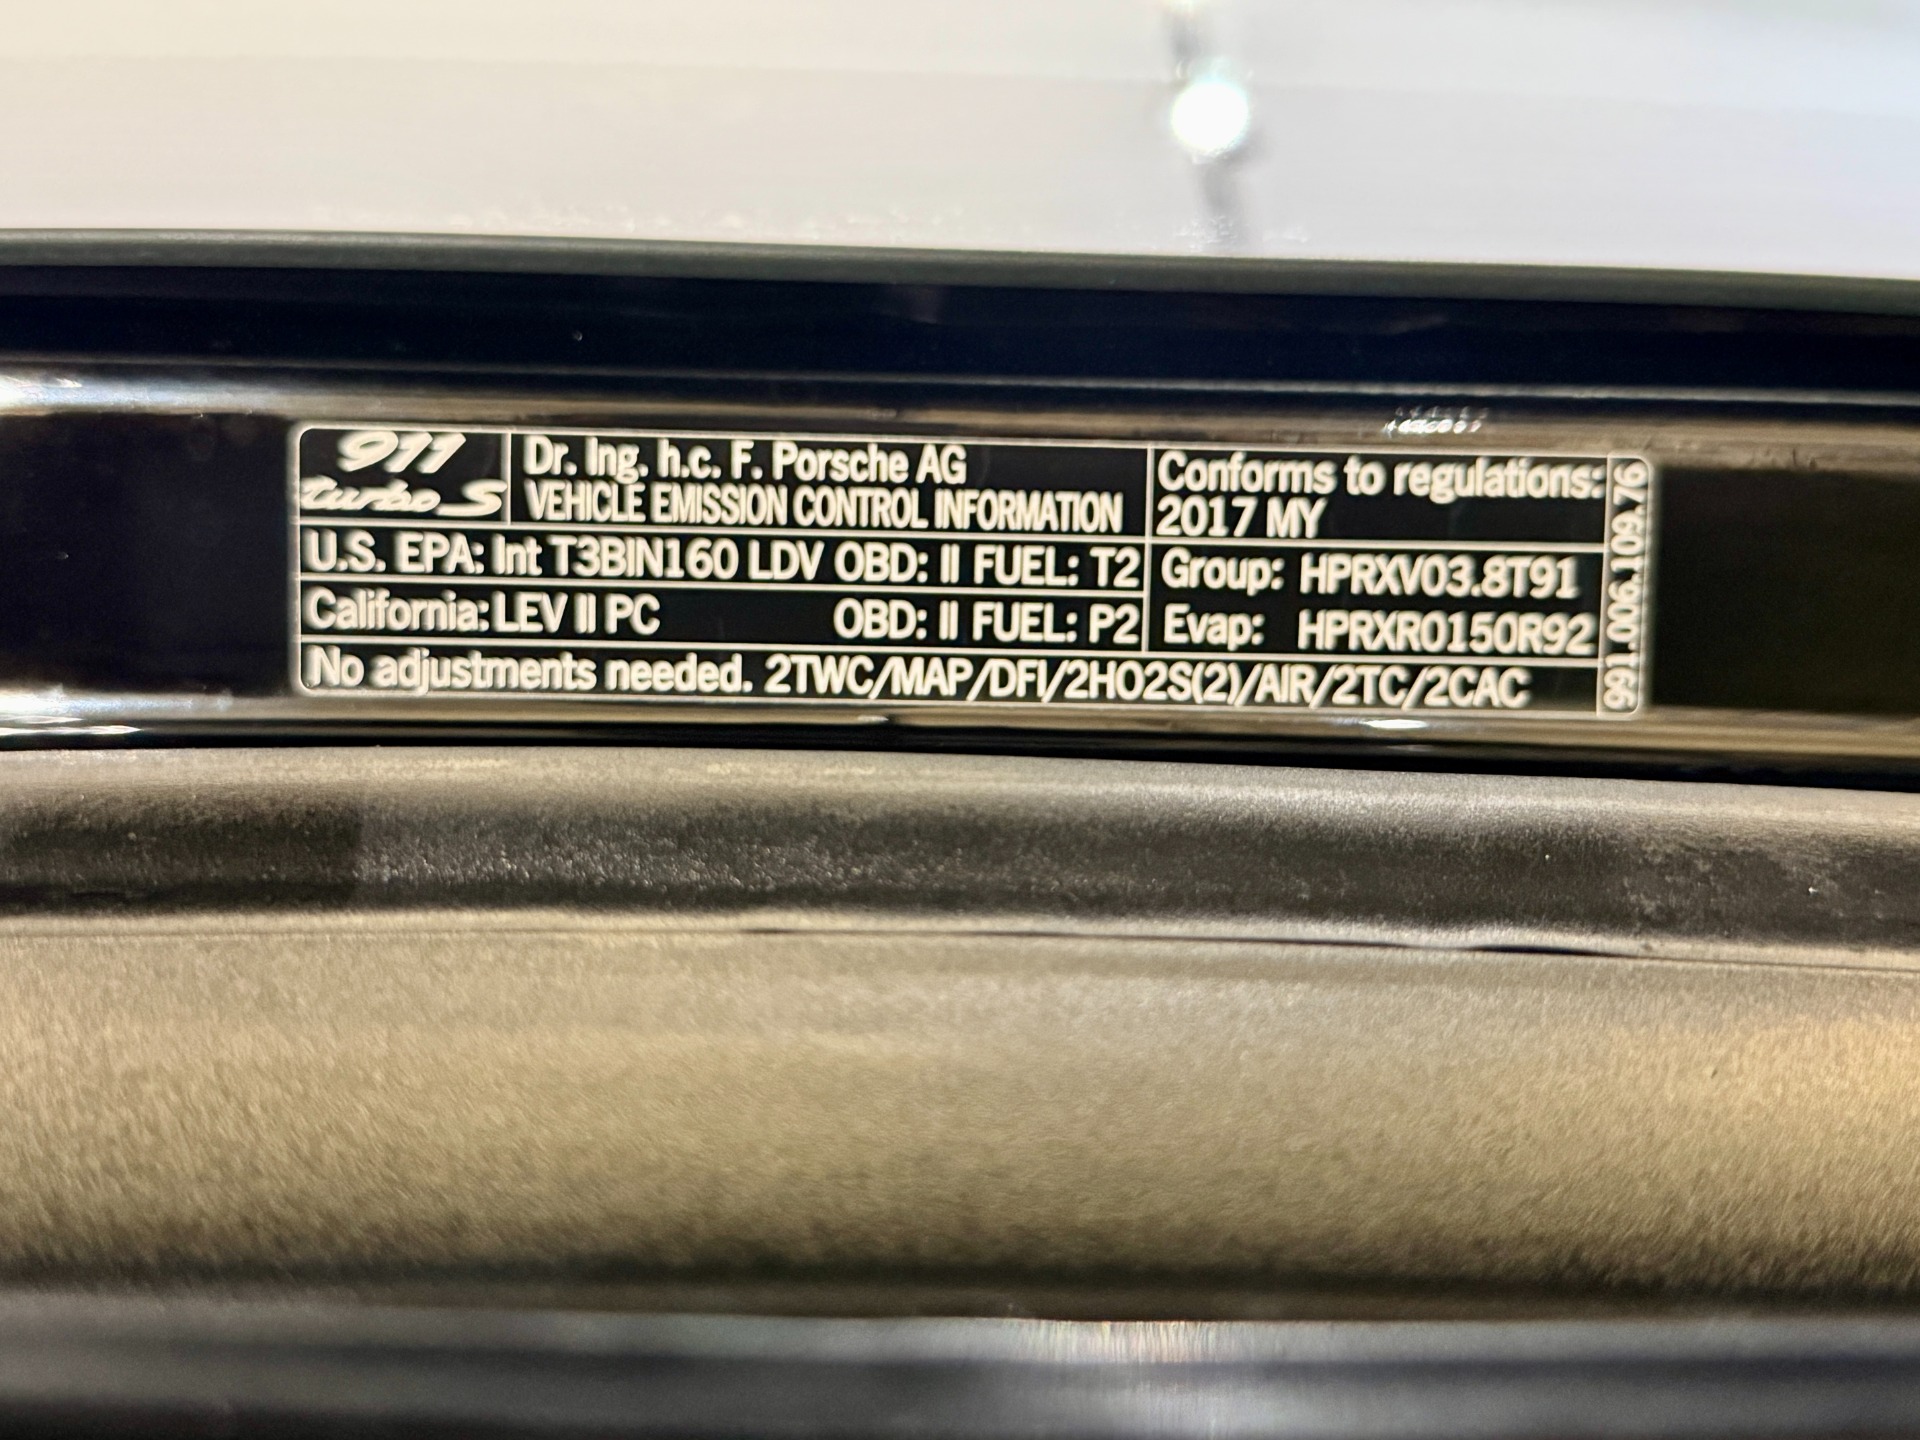 911
turbo S
Dr. Ing. h.c. F. Porsche AG
VEHICLE EMISSION CONTROL INFORMATION
Conforms to regulations:
2017 MY
U.S. EPA: Int T3BIN160 LDV OBD: II FUEL: T2
California: LEV II PC OBD: II FUEL: P2
Group: HPRXV03.8T91
Evap: HPRXR0150R92
No adjustments needed. 2TWC/MAP/DFI/2HO2S(2)/AIR/2TC/2CAC
991.006.109.76